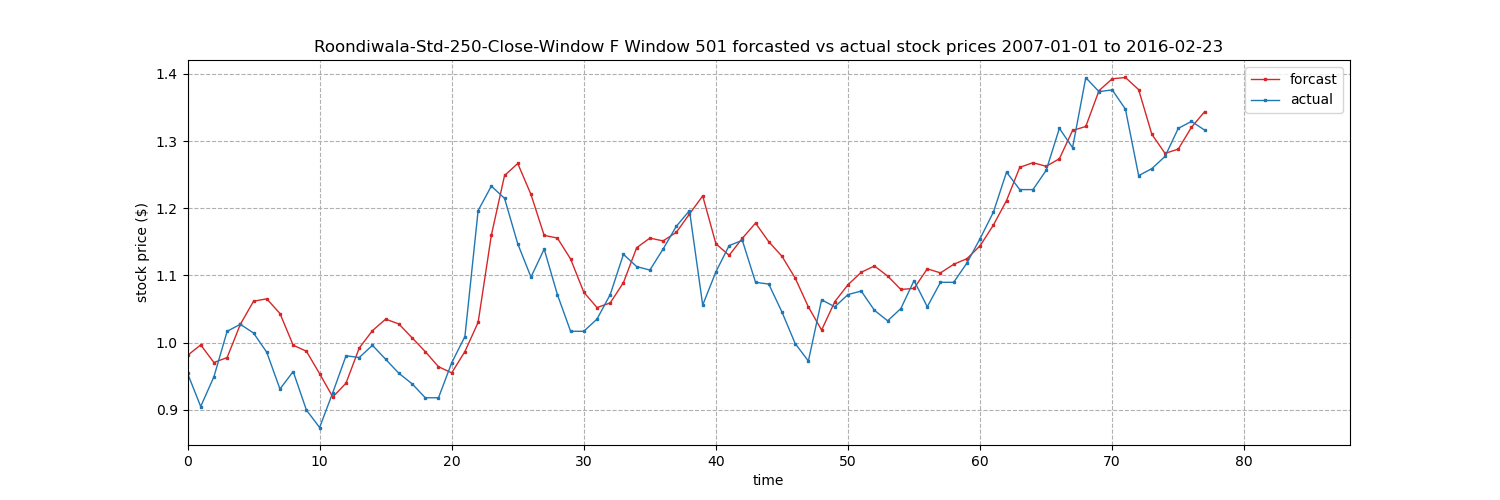 Roondiwala-Std-250-Close-Window F Window 501 forcasted vs actual stock prices 2007-01-01 to 2016-02-23
forcast
actual
stock price ($)
1.4
1.3
1.2
1.1
1.0
0.9
0 10 20 30 40 50 60 70 80
time